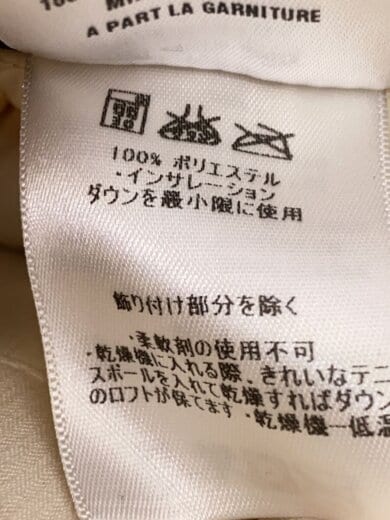 A PART LA GARNITURE
100% ポリエステル
・インサレーション
ダウンを最小限に使用
飾り付け部分を除く
・柔軟剤の使用不可
・乾燥機に入れる際、きれいなテニ
スボールを入れて乾燥すればダウン
のロフトが保てます ・乾燥機ー低温